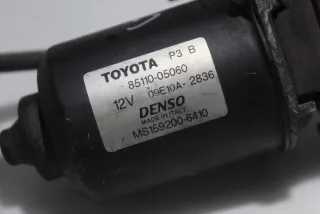 TOYOTA P3 B
85110-05060
12V 09E10A-2836
DENSO
MADE IN ITALY
MS159200-6410